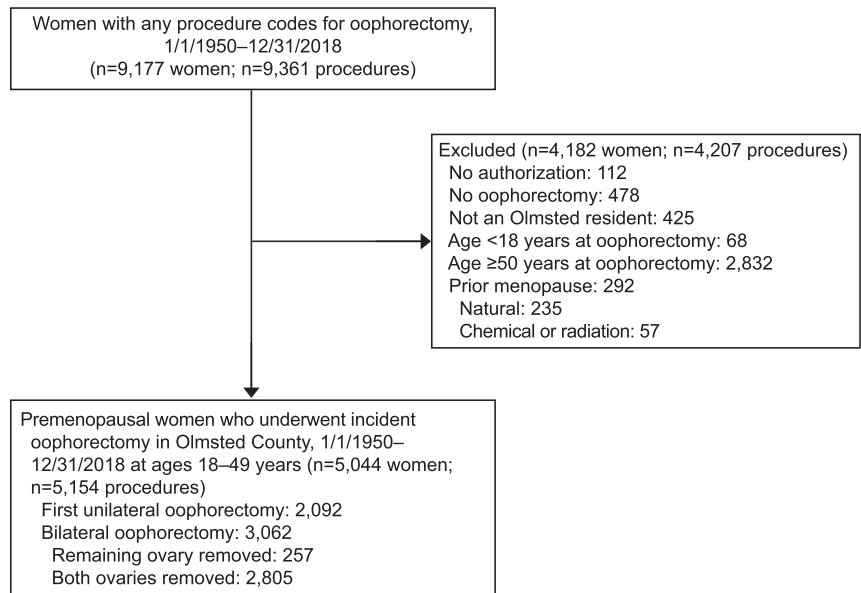 Women with any procedure codes for oophorectomy,
1/1/1950–12/31/2018
(n=9,177 women; n=9,361 procedures)
Excluded (n=4,182 women; n=4,207 procedures)
No authorization: 112
No oophorectomy: 478
Not an Olmsted resident: 425
Age <18 years at oophorectomy: 68
Age ≥50 years at oophorectomy: 2,832
Prior menopause: 292
Natural: 235
Chemical or radiation: 57
Premenopausal women who underwent incident
oophorectomy in Olmsted County, 1/1/1950–
12/31/2018 at ages 18–49 years (n=5,044 women;
n=5,154 procedures)
First unilateral oophorectomy: 2,092
Bilateral oophorectomy: 3,062
Remaining ovary removed: 257
Both ovaries removed: 2,805